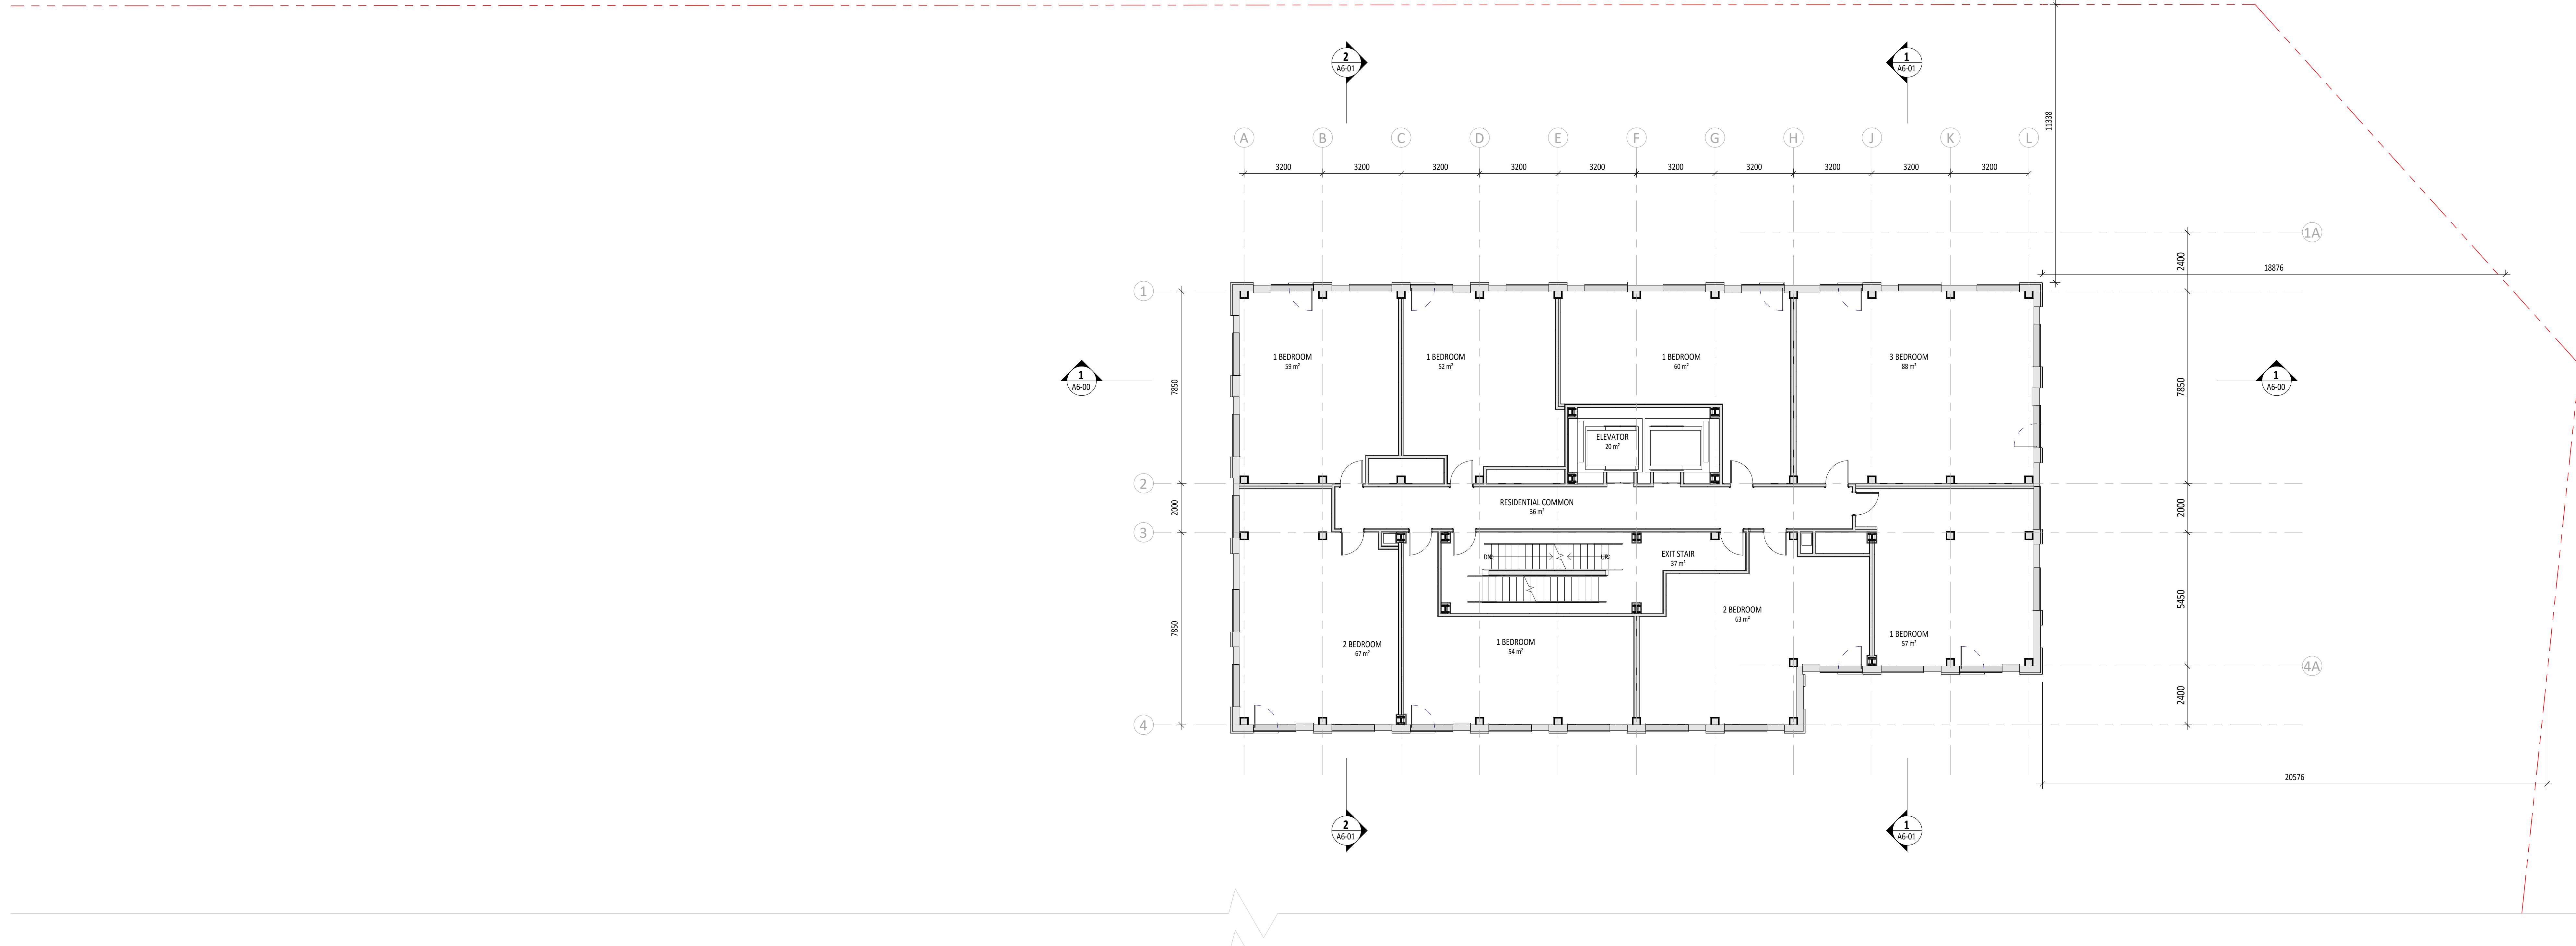 2
A6-01
1
A6-01
11338
A B C D E F G H J K L
3200 3200 3200 3200 3200 3200 3200 3200 3200 3200
1A
2400
18876
1
1 BEDROOM
59 m²
1 BEDROOM
52 m²
1 BEDROOM
60 m²
3 BEDROOM
88 m²
1
A6-00
7850
7850
1
A6-00
ELEVATOR
20 m²
2
RESIDENTIAL COMMON
36 m²
2000
2000
3
DN
UP
EXIT STAIR
37 m²
5450
2 BEDROOM
63 m²
7850
2 BEDROOM
67 m²
1 BEDROOM
54 m²
1 BEDROOM
57 m²
4A
2400
4
20576
2
A6-01
1
A6-01